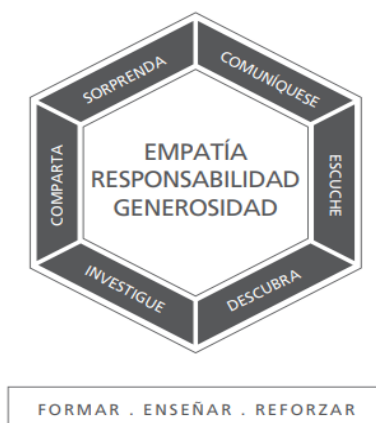 SORPRENDA
COMUNÍQUESE
COMPARTA
EMPATÍA
RESPONSABILIDAD
GENEROSIDAD
ESCUCHE
INVESTIGUE
DESCUBRA
FORMAR . ENSEÑAR . REFORZAR